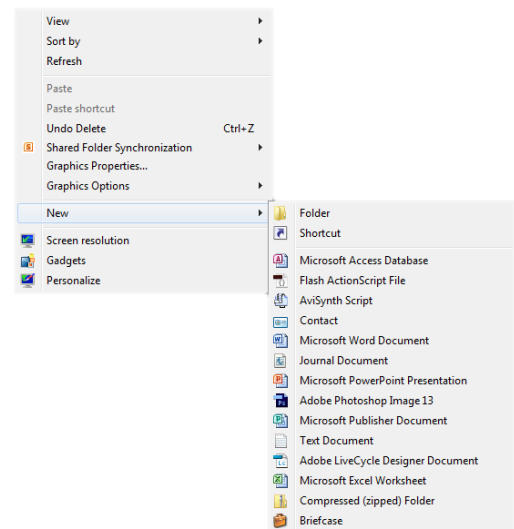 View
Sort by
Refresh
Paste
Paste shortcut
Undo Delete Ctrl+Z
Shared Folder Synchronization
Graphics Properties...
Graphics Options
New
Screen resolution
Gadgets
Personalize
Folder
Shortcut
Microsoft Access Database
Flash ActionScript File
AviSynth Script
Contact
Microsoft Word Document
Journal Document
Microsoft PowerPoint Presentation
Adobe Photoshop Image 13
Microsoft Publisher Document
Text Document
Adobe LiveCycle Designer Document
Microsoft Excel Worksheet
Compressed (zipped) Folder
Briefcase